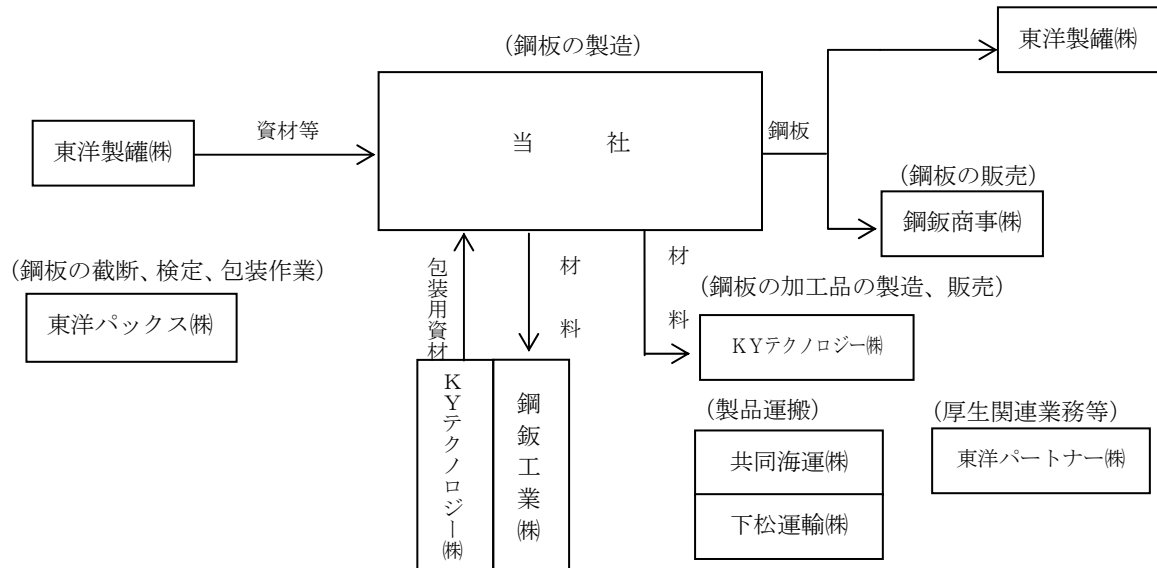 東洋製罐㈱
(鋼板の製造)
当　　社
資材等
東洋製罐㈱
鋼板
(鋼板の販売)
鋼鈑商事㈱
(鋼板の截断、検定、包装作業)
東洋パックス㈱
包装用資材
材料
材料
(鋼板の加工品の製造、販売)
ＫＹテクノロジー㈱
ＫＹテクノロジー㈱
鋼鈑工業㈱
(製品運搬)
共同海運㈱
下松運輸㈱
(厚生関連業務等)
東洋パートナー㈱